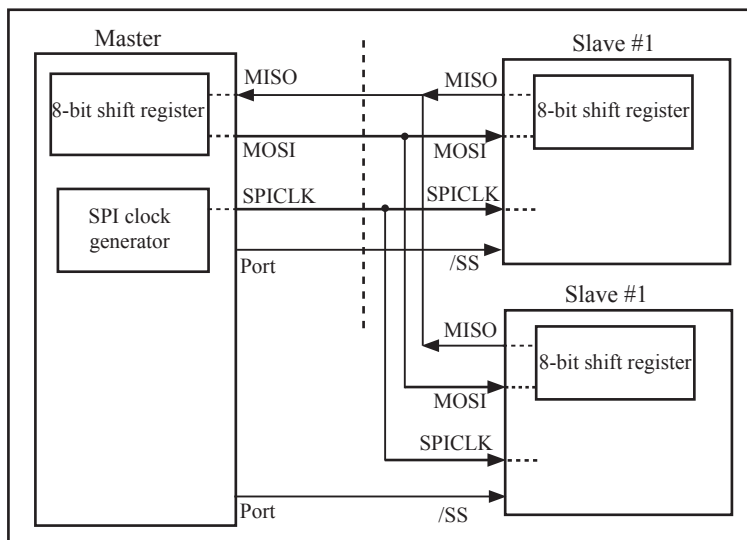 Master
8-bit shift register
SPI clock
generator
MISO
MOSI
SPICLK
Port
Slave #1
MISO
MOSI
SPICLK
/SS
8-bit shift register
Slave #1
MISO
MOSI
SPICLK
8-bit shift register
Port
/SS